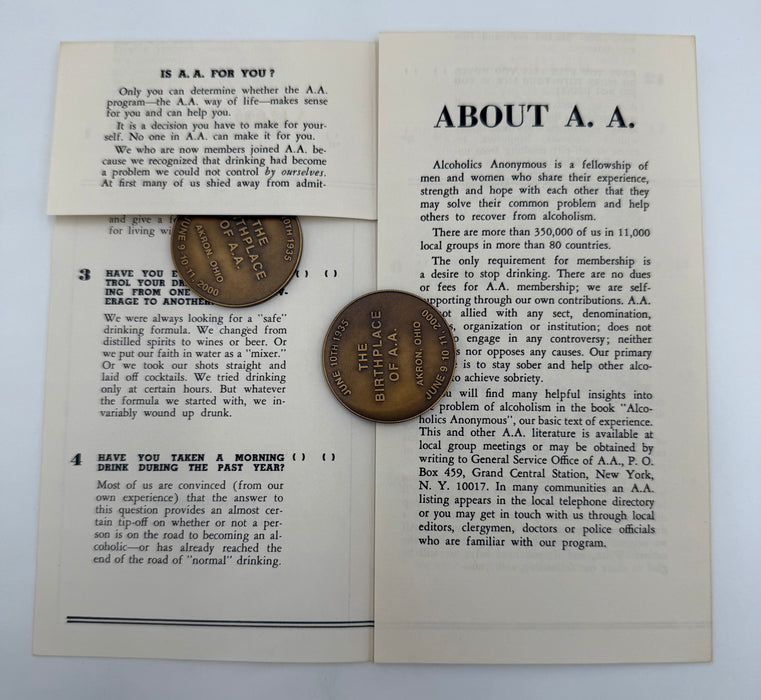 IS A. A. FOR YOU?
Only you can determine whether the A.A.
program—the A.A. way of life—makes sense
for you and can help you.
It is a decision you have to make for your-
self. No one in A.A. can make it for you.
We who are now members joined A.A. be-
cause we recognized that drinking had become
a problem we could not control by ourselves.
At first many of us shied away from admit-
and give a
for living
THE
BIRTHPLACE
OF A.A.
AKRON, OHIO
JUNE 9·10·11, 2000
1935
3 HAVE YOU ( ) ( )
TROL YOUR
ING FROM ONE
ERAGE TO ANOTHER
We were always looking for a "safe"
drinking formula. We changed from
distilled spirits to wines or beer. Or
we put our faith in water as a "mixer."
Or we took our shots straight and
laid off cocktails. We tried drinking
only at certain hours. But whatever
the formula we started with, we in-
variably wound up drunk.
4 HAVE YOU TAKEN A MORNING ( ) ( )
DRINK DURING THE PAST YEAR?
Most of us are convinced (from our
own experience) that the answer to
this question provides an almost cer-
tain tip-off on whether or not a per-
son is on the road to becoming an al-
coholic—or has already reached the
end of the road of "normal" drinking.
JUNE 10TH 1935
THE
BIRTHPLACE
OF A.A.
AKRON, OHIO
JUNE 9·10·11, 2000
ABOUT A. A.
Alcoholics Anonymous is a fellowship of
men and women who share their experience,
strength and hope with each other that they
may solve their common problem and help
others to recover from alcoholism.
There are more than 350,000 of us in 11,000
local groups in more than 80 countries.
The only requirement for membership is
a desire to stop drinking. There are no dues
or fees for A.A. membership; we are self-
supporting through our own contributions. A.A.
not allied with any sect, denomination,
organization or institution; does not
to engage in any controversy; neither
nor opposes any causes. Our primary
is to stay sober and help other alco-
to achieve sobriety.
will find many helpful insights into
problem of alcoholism in the book "Alco-
holics Anonymous", our basic text of experience.
This and other A.A. literature is available at
local group meetings or may be obtained by
writing to General Service Office of A.A., P. O.
Box 459, Grand Central Station, New York,
N. Y. 10017. In many communities an A.A.
listing appears in the local telephone directory
or you may get in touch with us through local
editors, clergymen, doctors or police officials
who are familiar with our program.